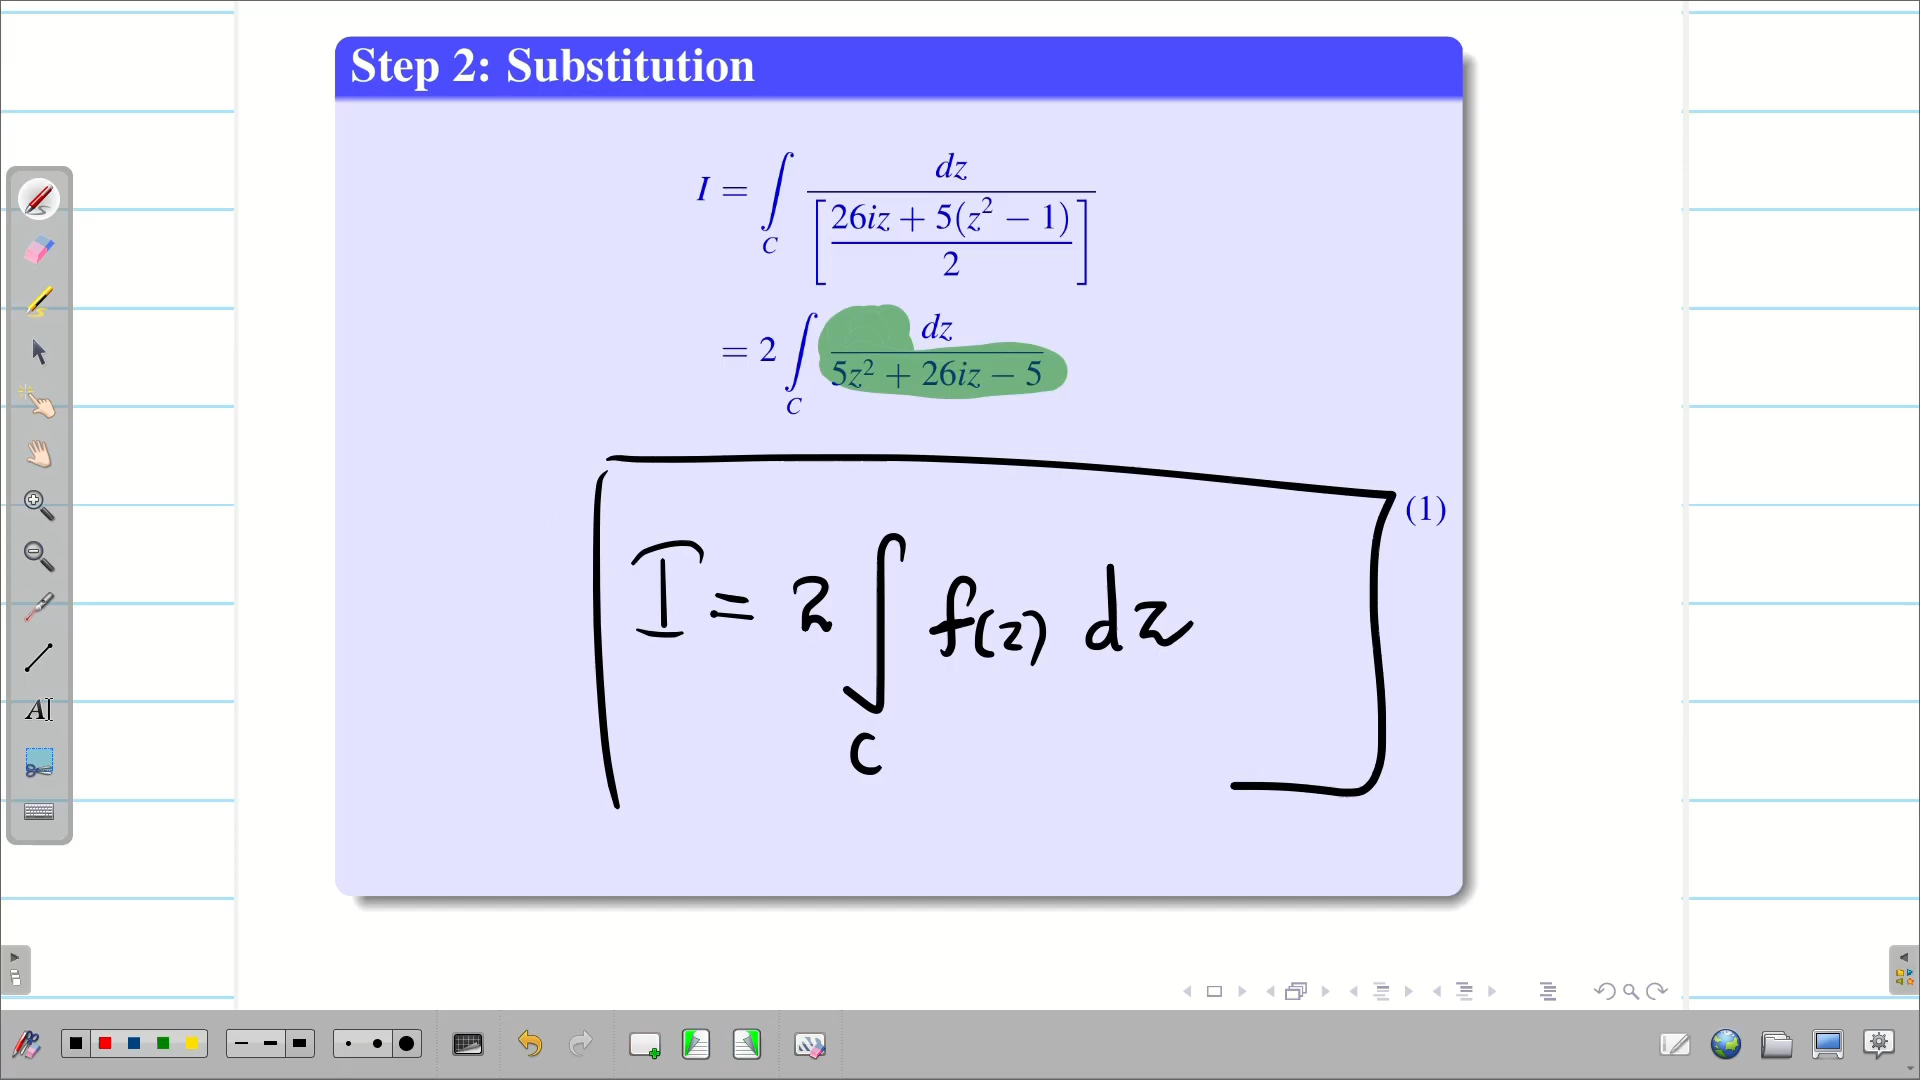 Step 2: Substitution
I = ∫_C dz / [ (26iz + 5(z² − 1)) / 2 ]
= 2 ∫_C dz / (5z² + 26iz − 5)
(1)
I = 2 ∫_C f(z) dz